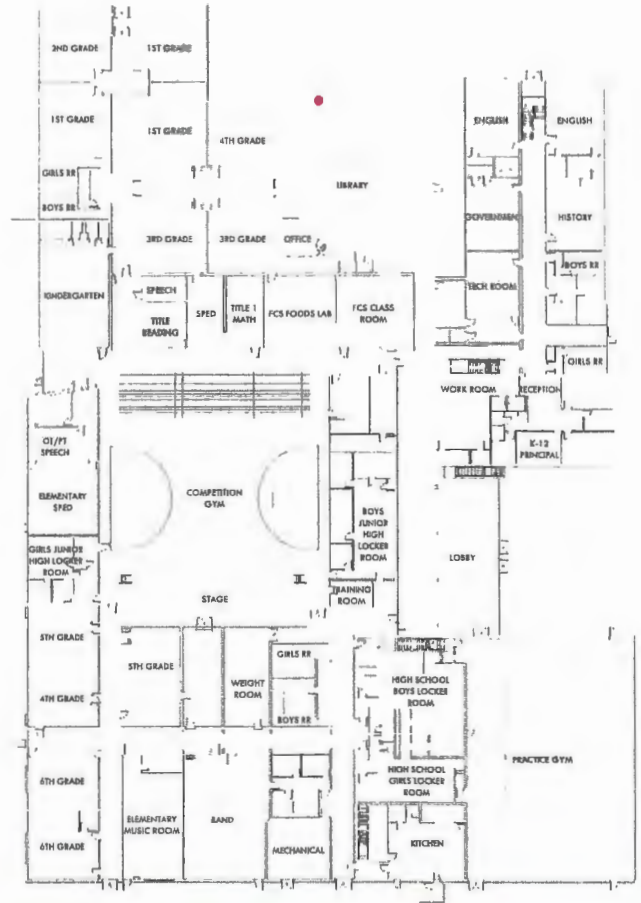 2ND GRADE
1ST GRADE
1ST GRADE
1ST GRADE
4TH GRADE
ENGLISH
ENGLISH
GIRLS RR
LIBRARY
BOYS RR
GOVERNMEN
HISTORY
3RD GRADE
3RD GRADE
OFFICE
BOYS RR
KINDERGARTEN
SPEECH
TITLE
READING
SPED
TITLE 1
MATH
FCS FOODS LAB
FCS CLASS
ROOM
TECH ROOM
GIRLS RR
WORK ROOM
RECEPTION
OT/PT
SPEECH
K-12
PRINCIPAL
ELEMENTARY
SPED
COMPETITION
GYM
BOYS
JUNIOR
HIGH
LOCKER
ROOM
LOBBY
GIRLS JUNIOR
HIGH LOCKER
ROOM
STAGE
TRAINING
ROOM
5TH GRADE
5TH GRADE
WEIGHT
ROOM
GIRLS RR
HIGH SCHOOL
BOYS LOCKER
ROOM
4TH GRADE
BOYS RR
PRACTICE GYM
6TH GRADE
HIGH SCHOOL
GIRLS LOCKER
ROOM
ELEMENTARY
MUSIC ROOM
BAND
6TH GRADE
MECHANICAL
KITCHEN